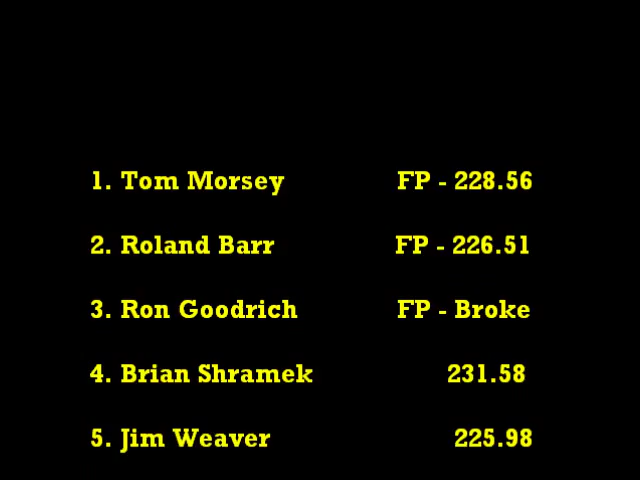 1. Tom Morsey FP - 228.56
2. Roland Barr FP - 226.51
3. Ron Goodrich FP - Broke
4. Brian Shramek 231.58
5. Jim Weaver 225.98